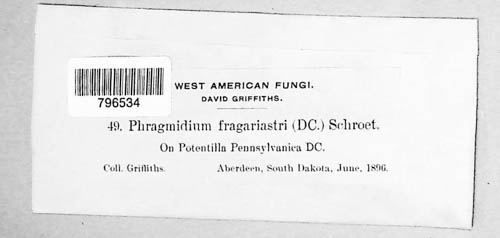 WEST AMERICAN FUNGI.
DAVID GRIFFITHS.
796534
49. Phragmidium fragariastri (DC.) Schroet.
On Potentilla Pennsylvanica DC.
Coll. Griffiths. Aberdeen, South Dakota, June, 1896.